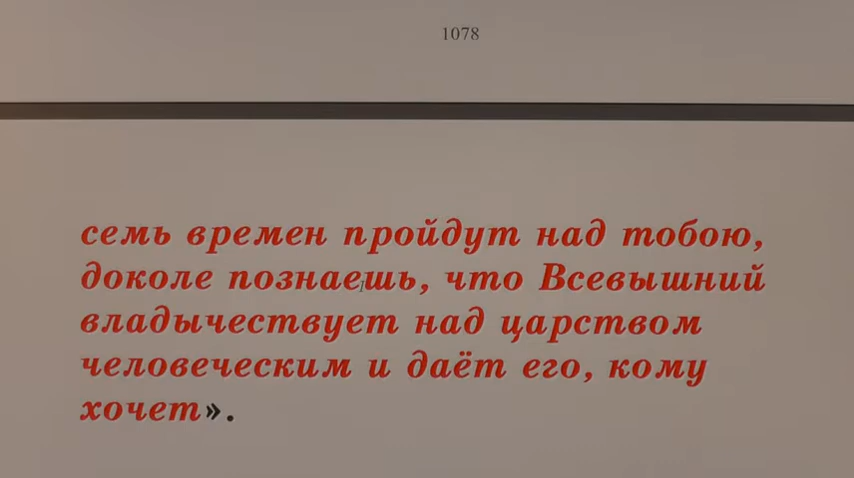 1078
семь времен пройдут над тобою,
доколе познаешь, что Всевышний
владычествует над царством
человеческим и даёт его, кому
хочет».